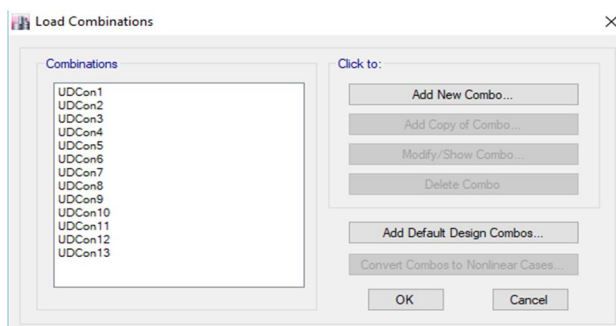 Load Combinations
Combinations
UDCon1
UDCon2
UDCon3
UDCon4
UDCon5
UDCon6
UDCon7
UDCon8
UDCon9
UDCon10
UDCon11
UDCon12
UDCon13
Click to:
Add New Combo...
Add Copy of Combo...
Modify/Show Combo...
Delete Combo
Add Default Design Combos...
Convert Combos to Nonlinear Cases...
OK
Cancel